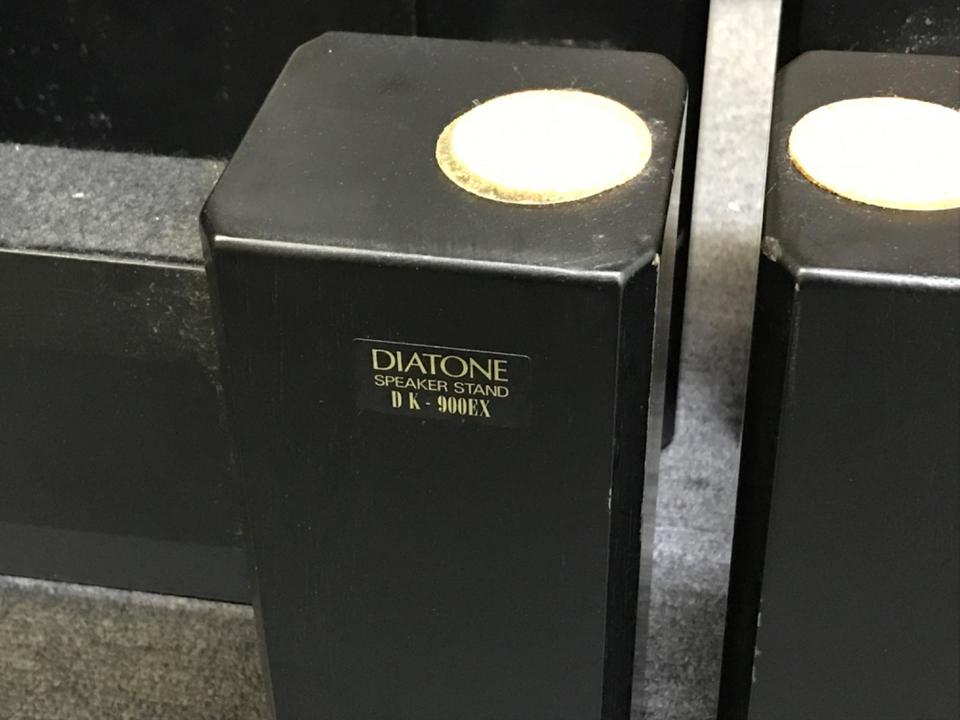 DIATONE
SPEAKER STAND
DK-900EX